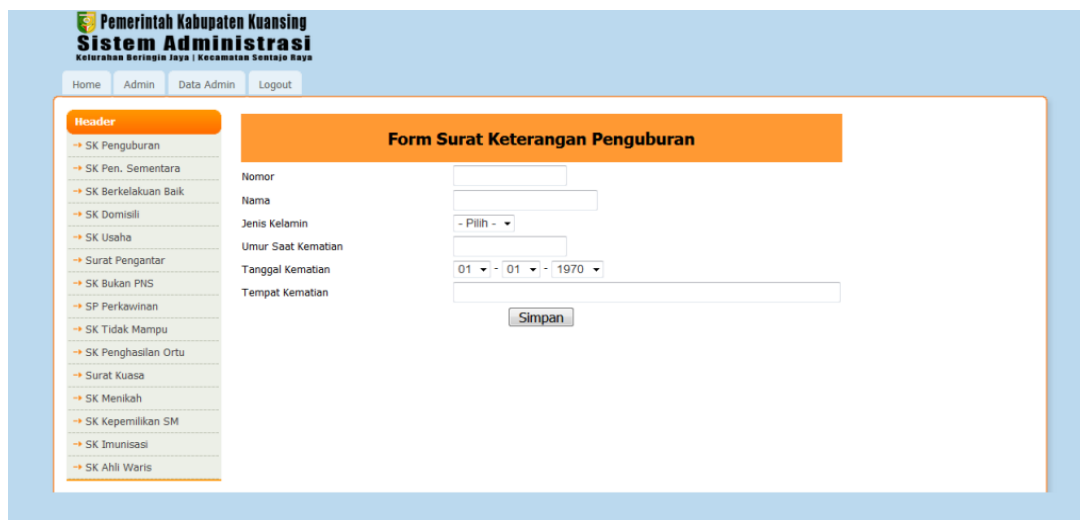 Pemerintah Kabupaten Kuansing
Sistem Administrasi
Kelurahan Beringin Jaya | Kecamatan Sentajo Raya
Home Admin Data Admin Logout
Header
SK Penguburan
SK Pen. Sementara
SK Berkelakuan Baik
SK Domisili
SK Usaha
Surat Pengantar
SK Bukan PNS
SP Perkawinan
SK Tidak Mampu
SK Penghasilan Ortu
Surat Kuasa
SK Menikah
SK Kepemilikan SM
SK Imunisasi
SK Ahli Waris
Form Surat Keterangan Penguburan
Nomor
Nama
Jenis Kelamin - Pilih -
Umur Saat Kematian
Tanggal Kematian 01 - 01 - 1970
Tempat Kematian
Simpan